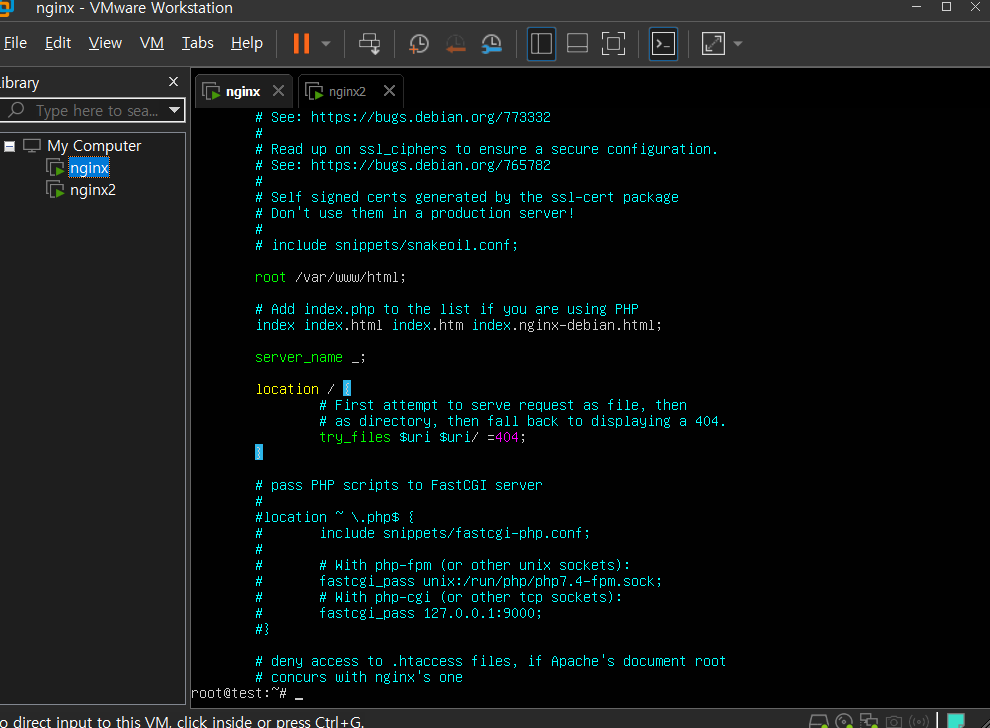 nginx - VMware Workstation
File Edit View VM Tabs Help
ibrary
Type here to sea...
My Computer
nginx
nginx2
nginx nginx2
# See: https://bugs.debian.org/773332
#
# Read up on ssl_ciphers to ensure a secure configuration.
# See: https://bugs.debian.org/765782
#
# Self signed certs generated by the ssl-cert package
# Don't use them in a production server!
#
# include snippets/snakeoil.conf;
root /var/www/html;
# Add index.php to the list if you are using PHP
index index.html index.htm index.nginx-debian.html;
server_name _;
location / {
# First attempt to serve request as file, then
# as directory, then fall back to displaying a 404.
try_files $uri $uri/ =404;
}
# pass PHP scripts to FastCGI server
#
#location ~ \.php$ {
# include snippets/fastcgi-php.conf;
#
# # With php-fpm (or other unix sockets):
# fastcgi_pass unix:/run/php/php7.4-fpm.sock;
# # With php-cgi (or other tcp sockets):
# fastcgi_pass 127.0.0.1:9000;
#}
# deny access to .htaccess files, if Apache's document root
# concurs with nginx's one
root@test:~# _
o direct input to this VM, click inside or press Ctrl+G.